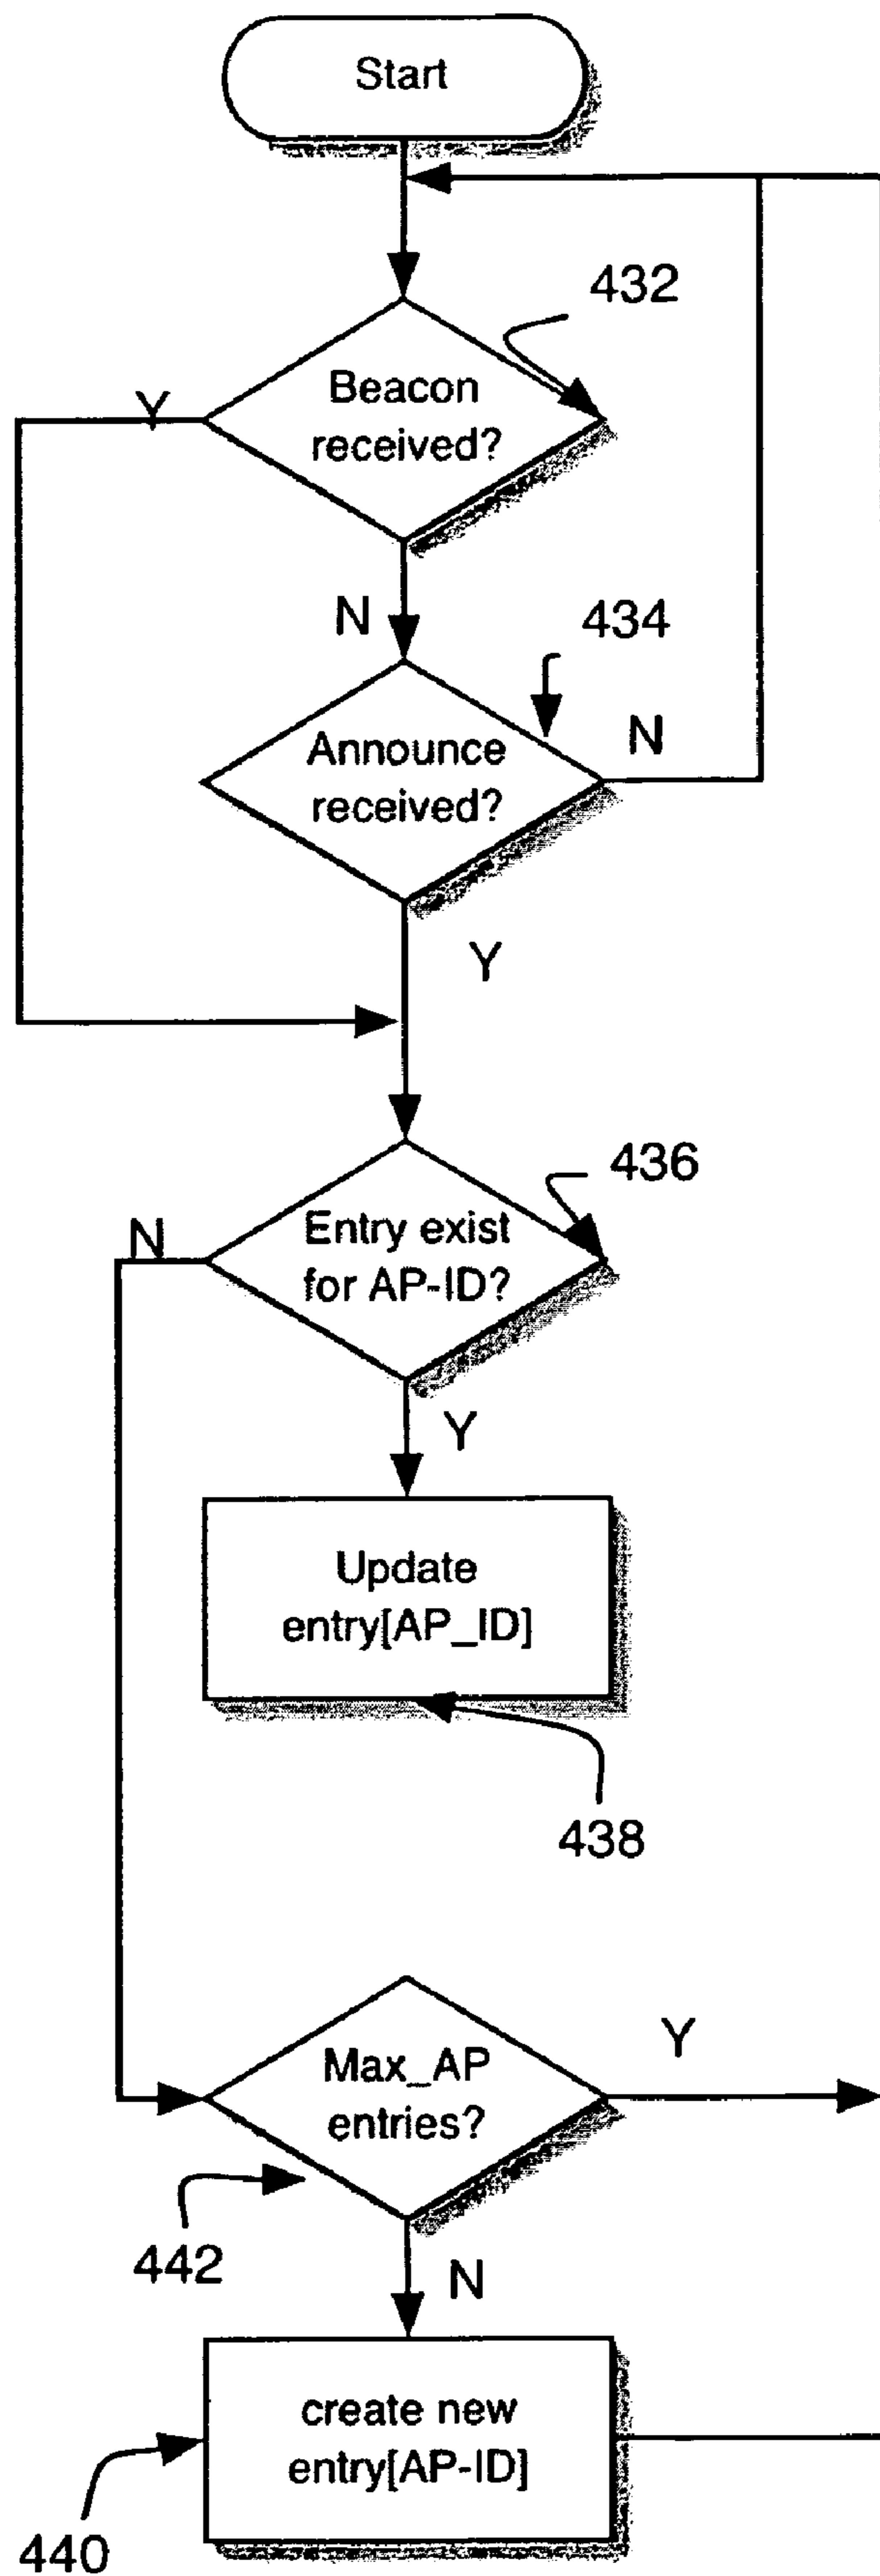 Start
432
Beacon
received?
Y
N
434
Announce
received?
N
Y
436
Entry exist
for AP-ID?
N
Y
Update
entry[AP_ID]
438
Max_AP
entries?
Y
442
N
create new
entry[AP-ID]
440